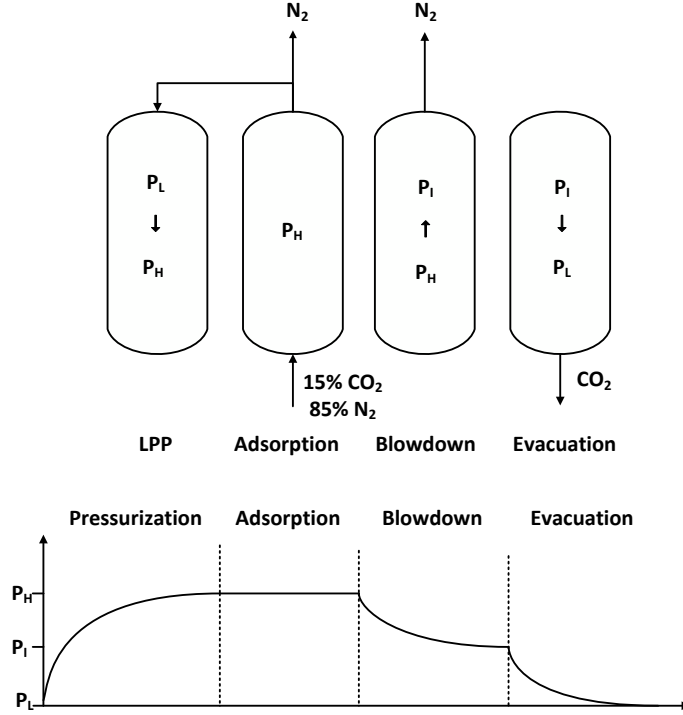 N₂ N₂
P_L P_I P_I
↓ P_H ↑ ↓
P_H P_H P_L
15% CO₂ CO₂
85% N₂
LPP Adsorption Blowdown Evacuation
Pressurization Adsorption Blowdown Evacuation
P_H
P_I
P_L